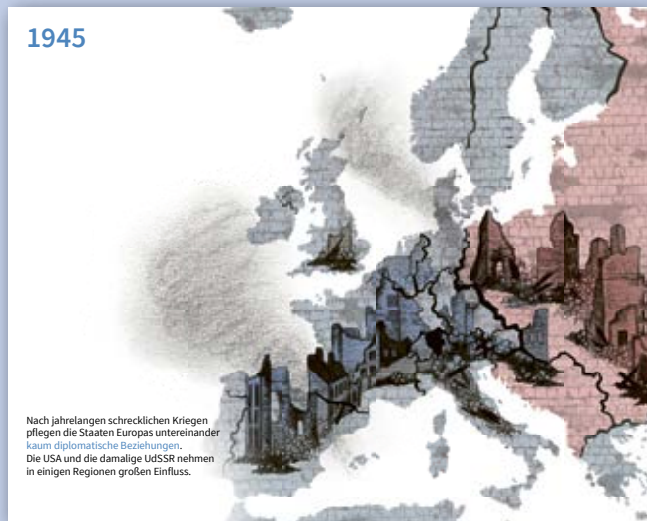 1945
Nach jahrelangen schrecklichen Kriegen
pflegen die Staaten Europas untereinander
kaum diplomatische Beziehungen.
Die USA und die damalige UdSSR nehmen
in einigen Regionen großen Einfluss.